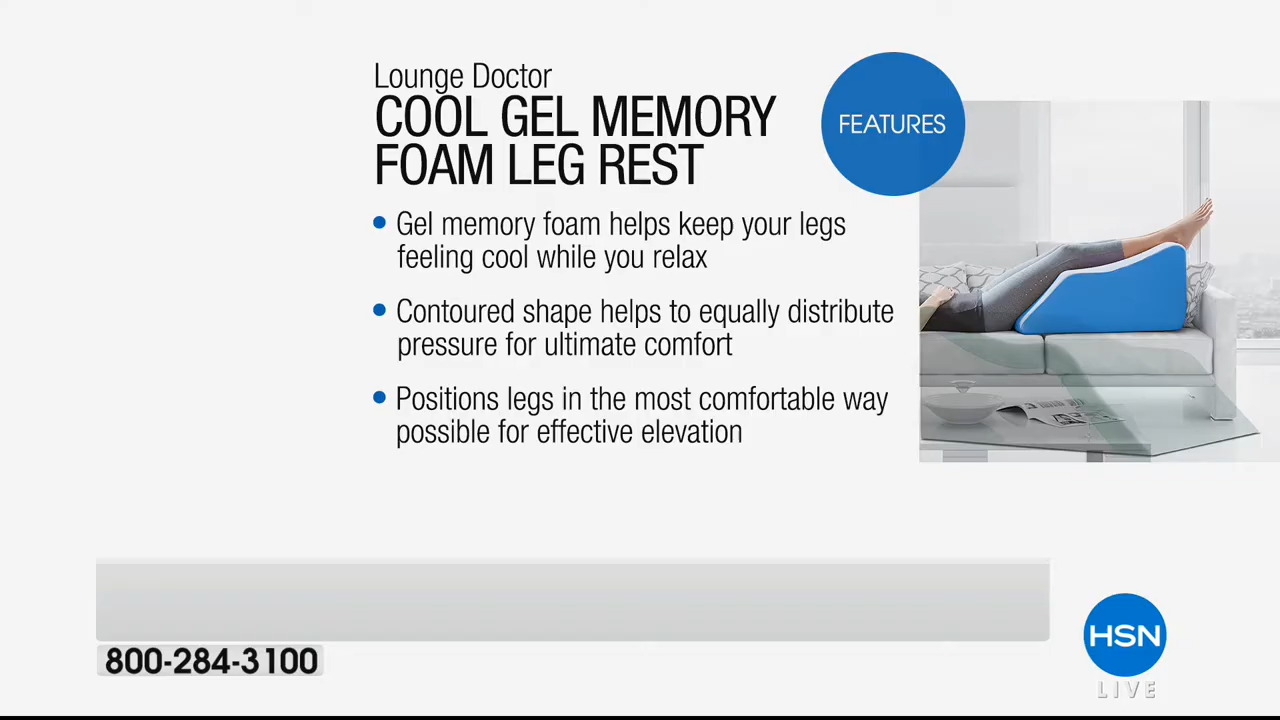 Lounge Doctor
COOL GEL MEMORY
FOAM LEG REST
FEATURES
• Gel memory foam helps keep your legs
feeling cool while you relax
• Contoured shape helps to equally distribute
pressure for ultimate comfort
• Positions legs in the most comfortable way
possible for effective elevation
800-284-3100
HSN
LIVE